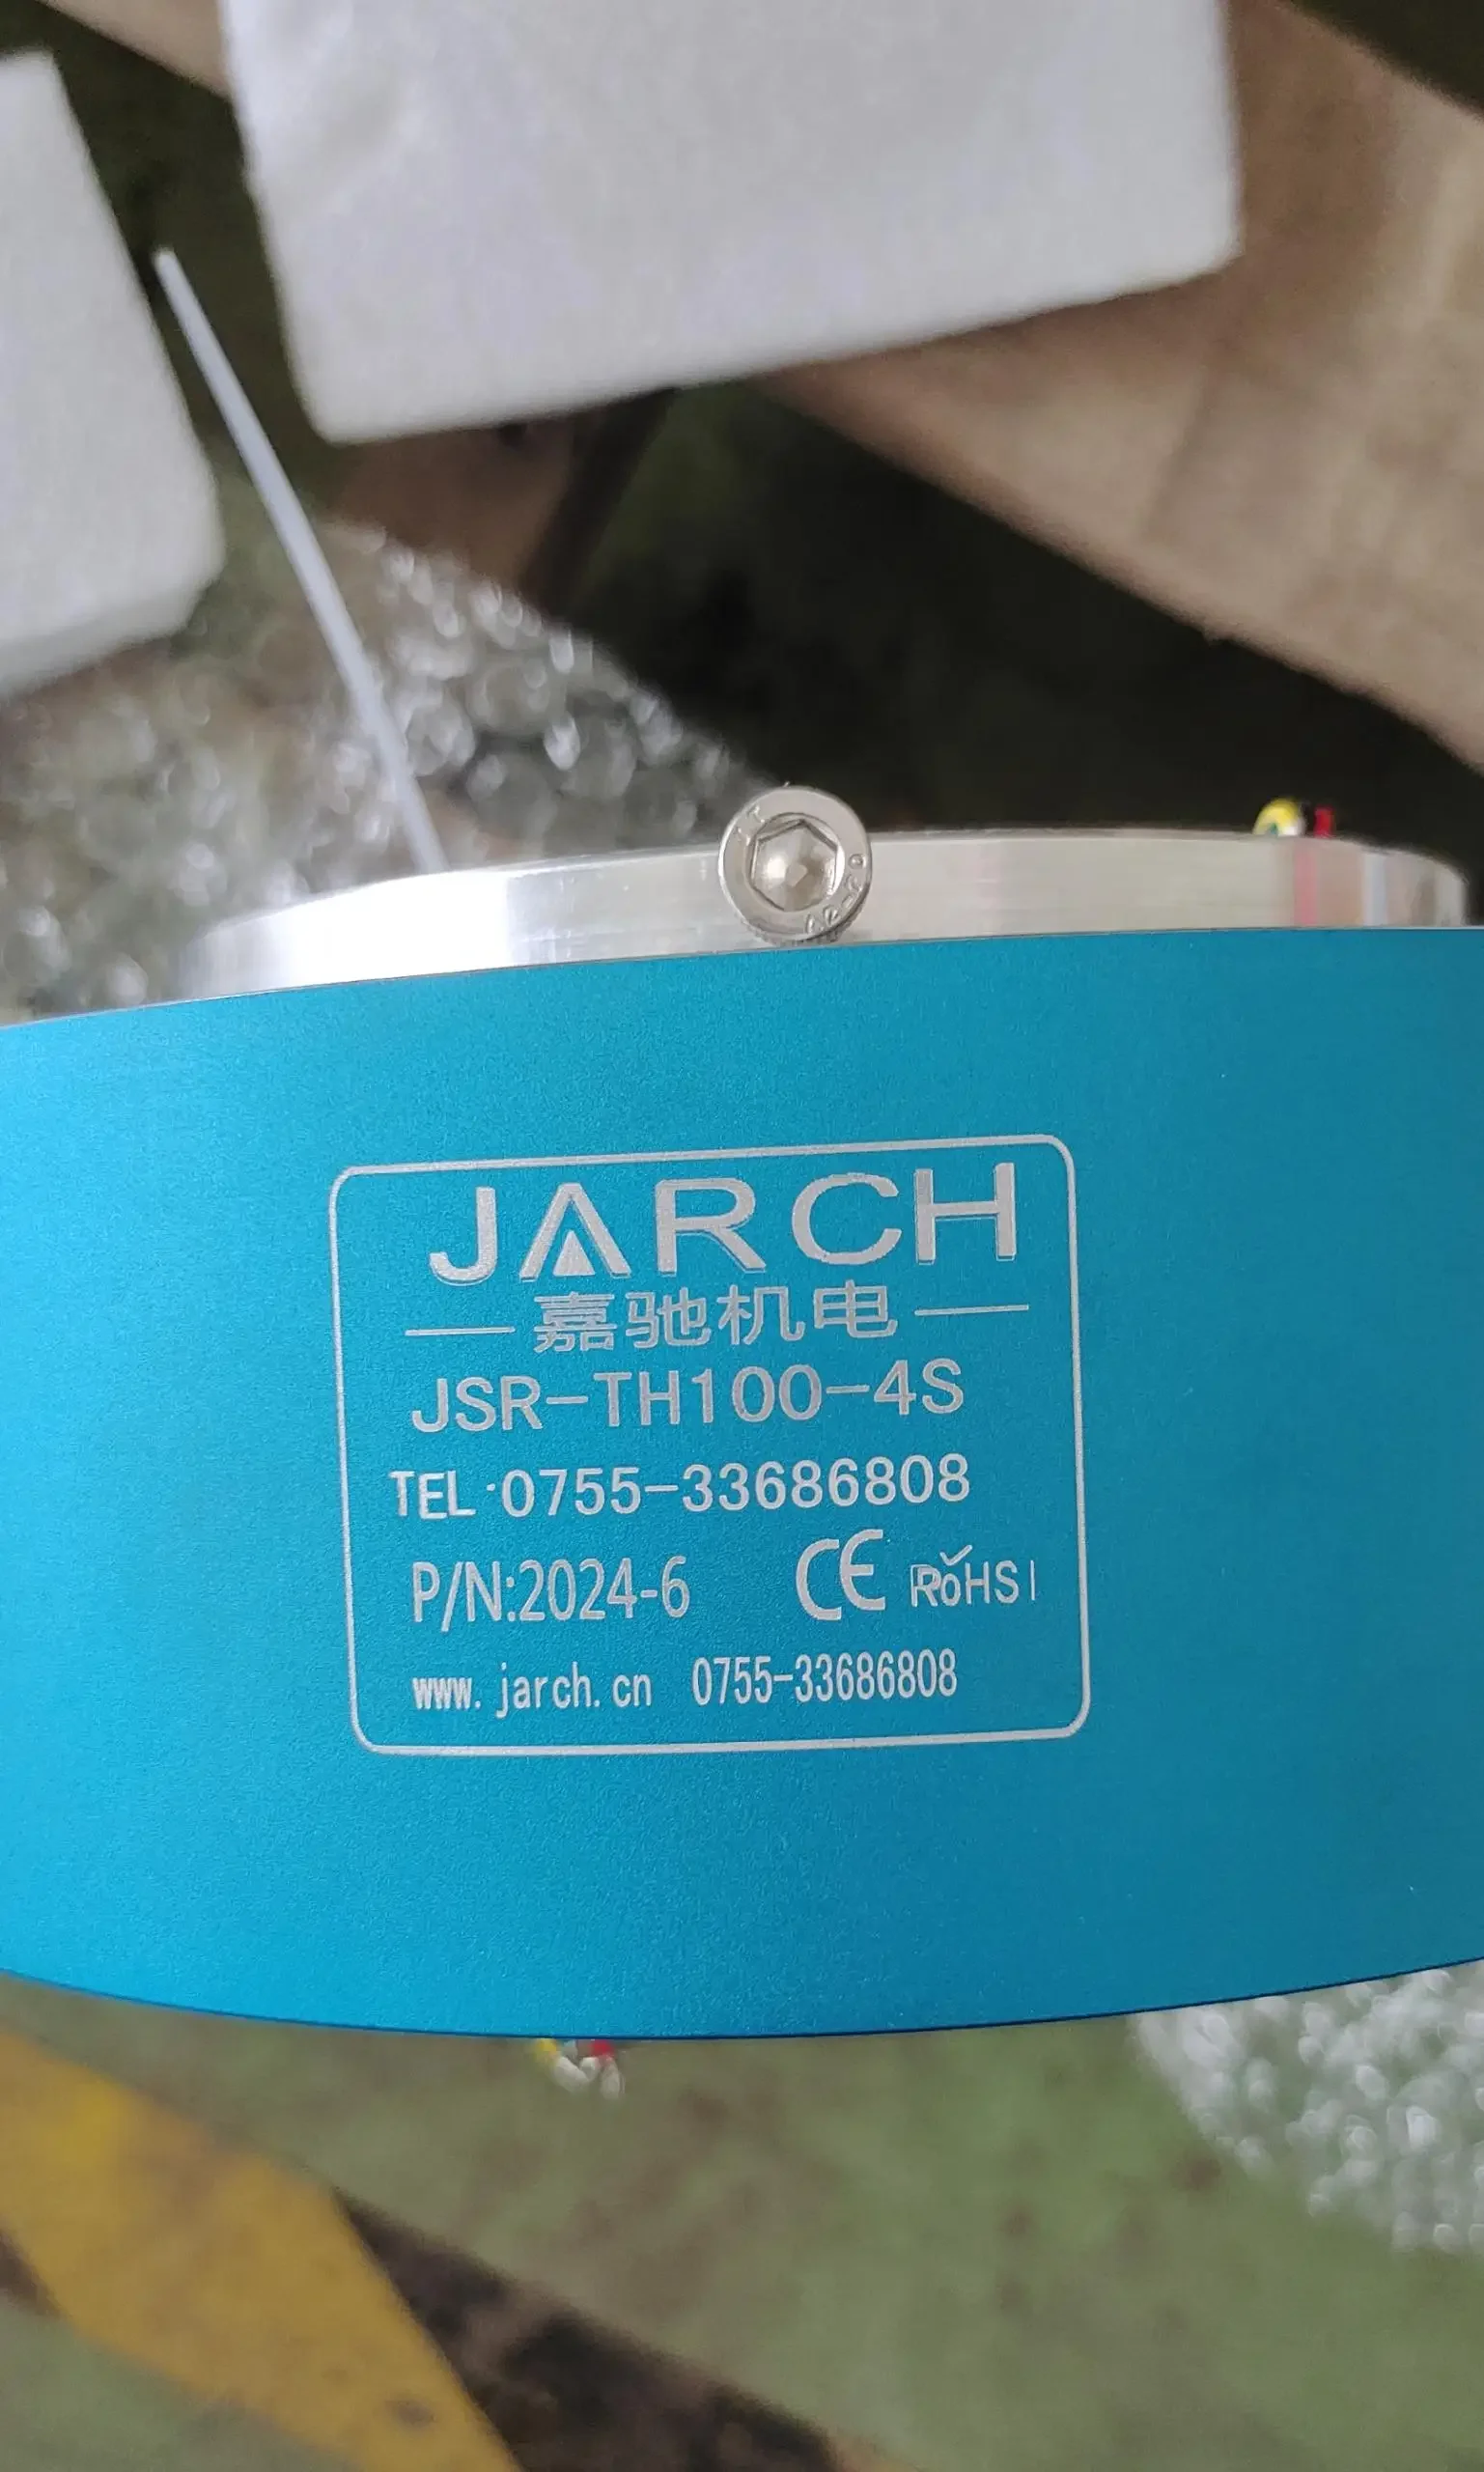 JARCH
嘉驰机电
JSR-TH100-4S
TEL:0755-33686808
P/N:2024-6 CE RoHS
www.jarch.cn 0755-33686808